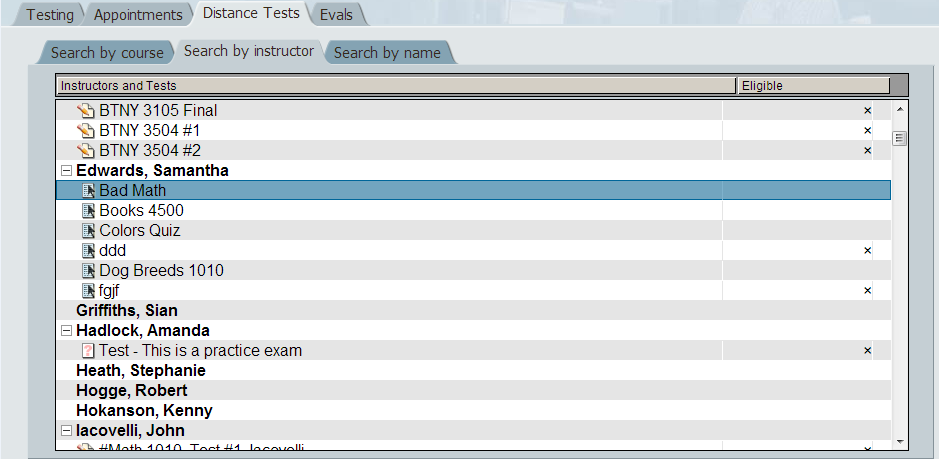 Testing Appointments Distance Tests Evals
Search by course Search by instructor Search by name
Instructors and Tests Eligible
BTNY 3105 Final ×
BTNY 3504 #1 ×
BTNY 3504 #2 ×
Edwards, Samantha
Bad Math
Books 4500
Colors Quiz
ddd ×
Dog Breeds 1010
fgjf ×
Griffiths, Sian
Hadlock, Amanda
Test - This is a practice exam ×
Heath, Stephanie
Hogge, Robert
Hokanson, Kenny
Iacovelli, John
#Math 1010, Test #1, Iacovelli ×